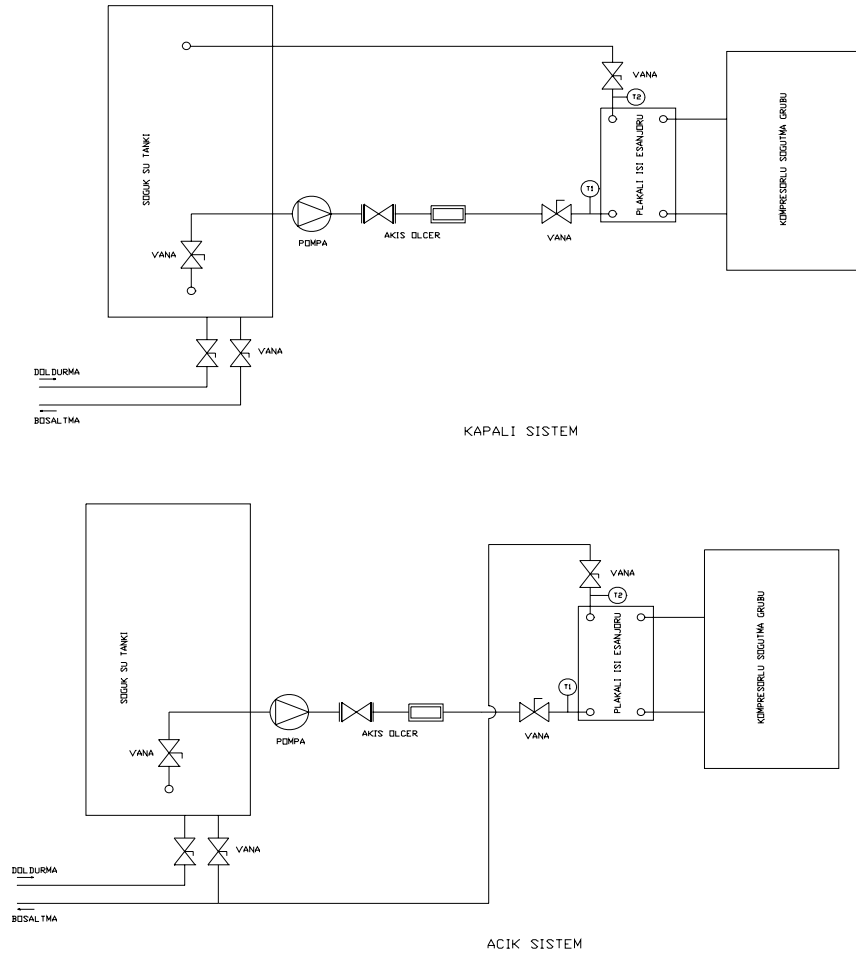 VANA
T2
SOGUK SU TANKI
PLAKALI ISI ESANJORU
KOMPRESORLU SOGUTMA GRUBU
T1
POMPA
AKIS OLCER
VANA
VANA
VANA
DOLDURMA
BOSALTMA
KAPALI SISTEM
VANA
T2
SOGUK SU TANKI
PLAKALI ISI ESANJORU
KOMPRESORLU SOGUTMA GRUBU
T1
POMPA
AKIS OLCER
VANA
VANA
VANA
DOLDURMA
BOSALTMA
ACIK SISTEM